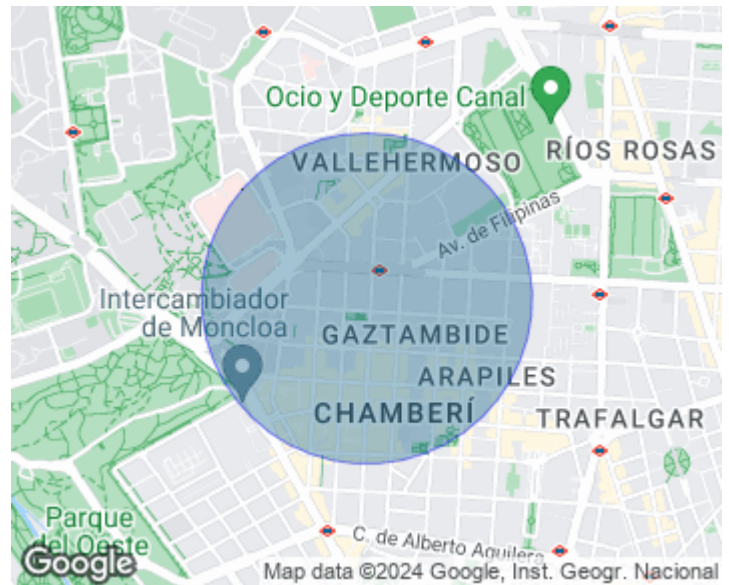 Ocio y Deporte Canal
VALLEHERMOSO
RÍOS ROSAS
Av. de Filipinas
Intercambiador
de Moncloa
GAZTAMBIDE
ARAPILES
CHAMBERÍ
TRAFALGAR
Parque
del Oeste
C. de Alberto Aguilera
Google
Map data ©2024 Google, Inst. Geogr. Nacional